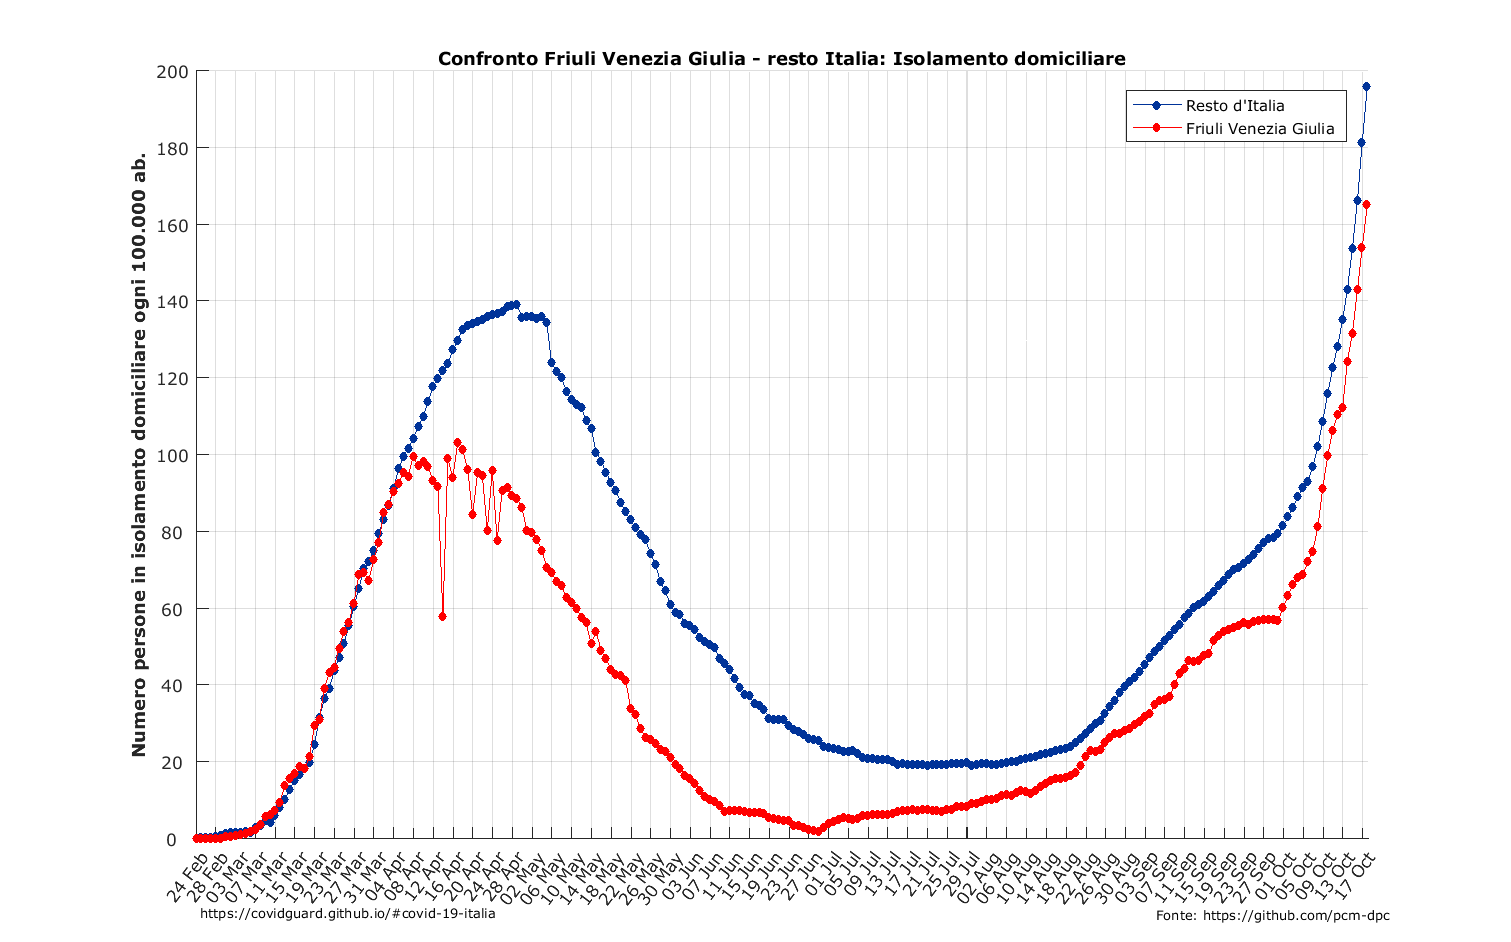 Confronto Friuli Venezia Giulia - resto Italia: Isolamento domiciliare
Numero persone in isolamento domiciliare ogni 100.000 ab.
200
180
160
140
120
100
80
60
40
20
0
Resto d'Italia
Friuli Venezia Giulia
24 Feb
28 Feb
03 Mar
07 Mar
11 Mar
15 Mar
19 Mar
23 Mar
27 Mar
31 Mar
04 Apr
08 Apr
12 Apr
16 Apr
20 Apr
24 Apr
28 Apr
02 May
06 May
10 May
14 May
18 May
22 May
26 May
30 May
03 Jun
07 Jun
11 Jun
15 Jun
19 Jun
23 Jun
27 Jun
01 Jul
05 Jul
09 Jul
13 Jul
17 Jul
21 Jul
25 Jul
29 Jul
02 Aug
06 Aug
10 Aug
14 Aug
18 Aug
22 Aug
26 Aug
30 Aug
03 Sep
07 Sep
11 Sep
15 Sep
19 Sep
23 Sep
27 Sep
01 Oct
05 Oct
09 Oct
13 Oct
17 Oct
https://covidguard.github.io/#covid-19-italia
Fonte: https://github.com/pcm-dpc